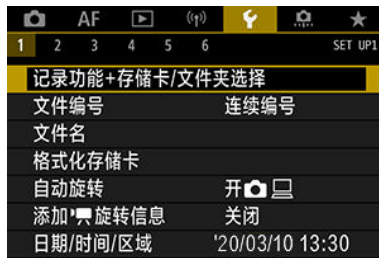 AF
1 2 3 4 5 6 SET UP1
记录功能+存储卡/文件夹选择
文件编号 连续编号
文件名
格式化存储卡
自动旋转 开
添加旋转信息 关闭
日期/时间/区域 '20/03/10 13:30